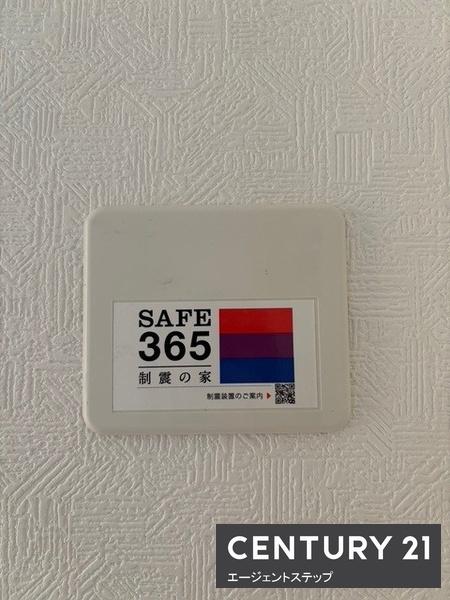 SAFE
365
制震の家
制震装置のご案内
CENTURY 21
エージェントステップ